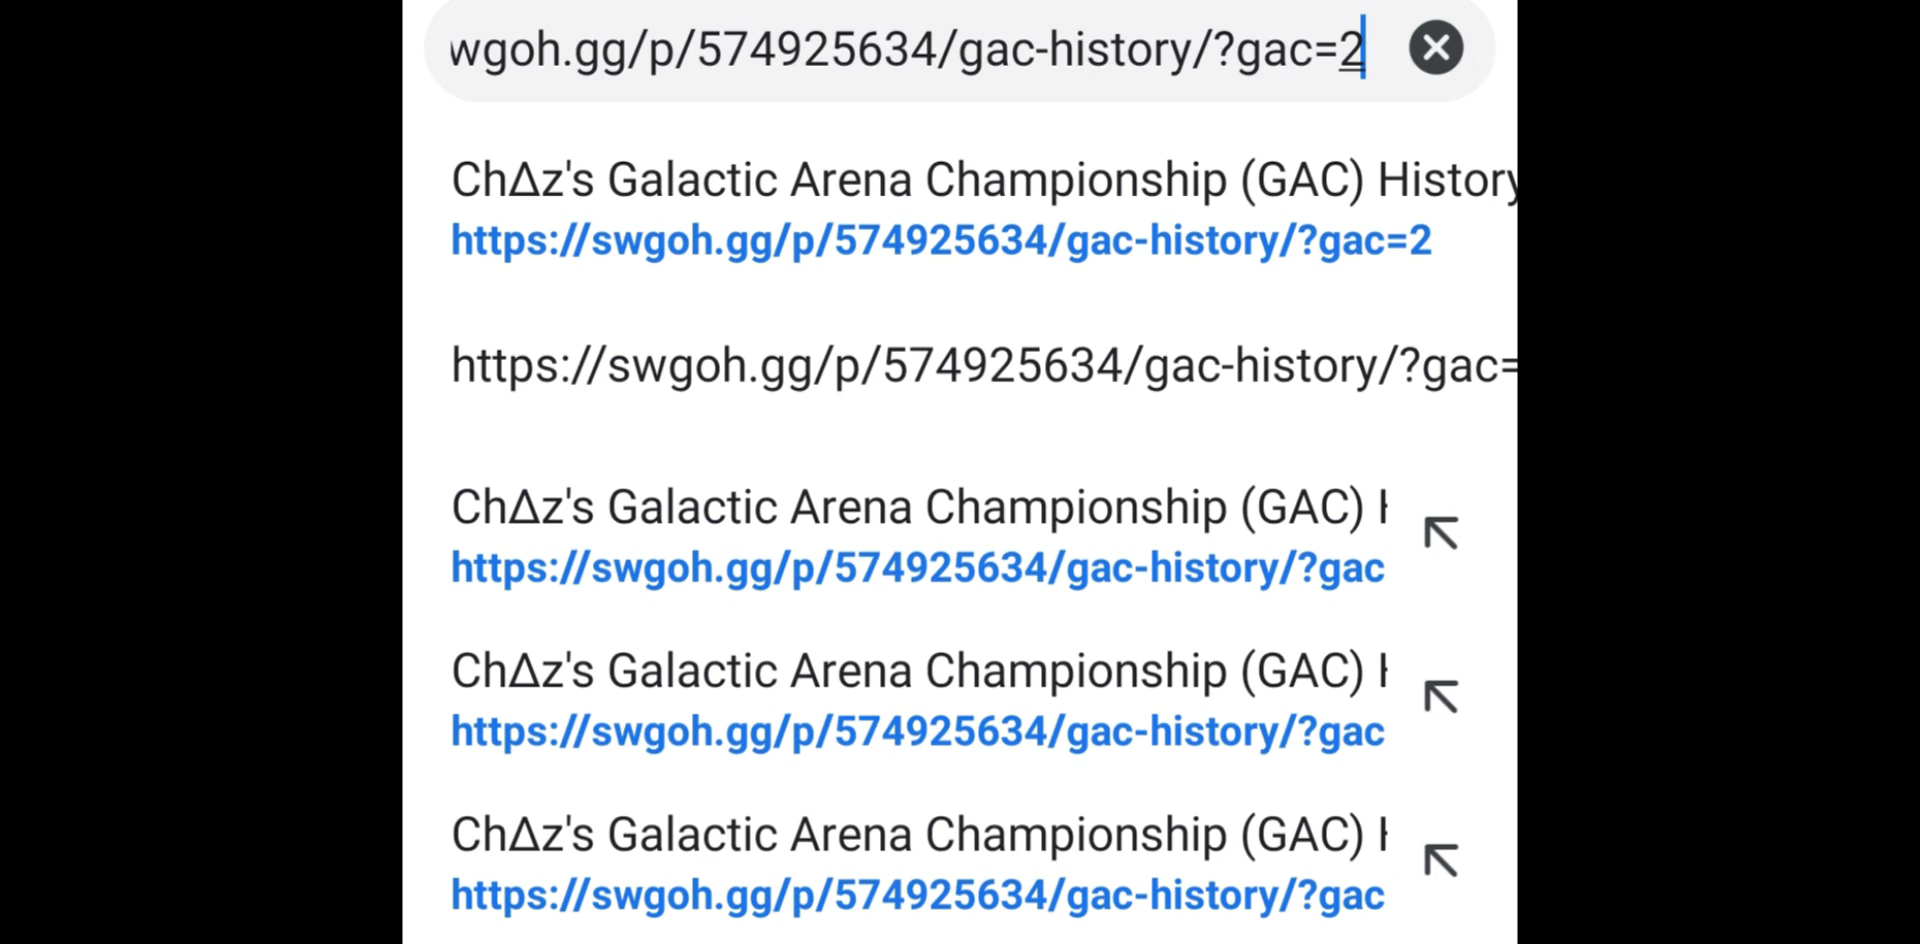 wgoh.gg/p/574925634/gac-history/?gac=2
ChΔz's Galactic Arena Championship (GAC) History
https://swgoh.gg/p/574925634/gac-history/?gac=2
https://swgoh.gg/p/574925634/gac-history/?gac=
ChΔz's Galactic Arena Championship (GAC)
https://swgoh.gg/p/574925634/gac-history/?gac
ChΔz's Galactic Arena Championship (GAC)
https://swgoh.gg/p/574925634/gac-history/?gac
ChΔz's Galactic Arena Championship (GAC)
https://swgoh.gg/p/574925634/gac-history/?gac